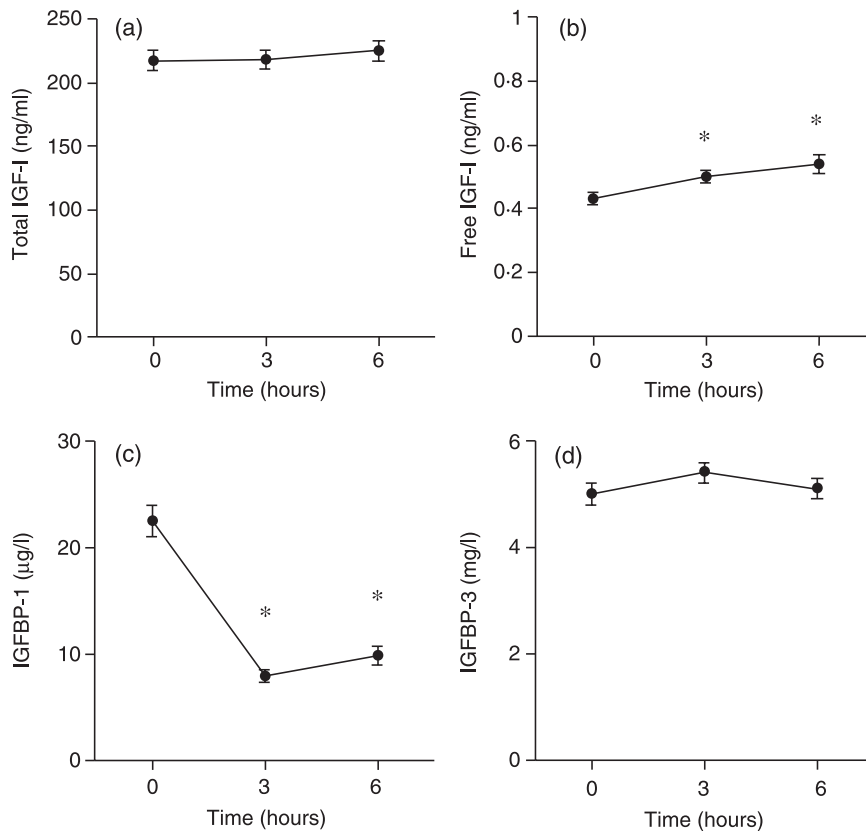 (a)
250
200
150
100
50
0
Total IGF-I (ng/ml)
0 3 6
Time (hours)
(b)
1
0·8
0·6
0·4
0·2
0
Free IGF-I (ng/ml)
* *
0 3 6
Time (hours)
(c)
30
20
10
0
IGFBP-1 (µg/l)
* *
0 3 6
Time (hours)
(d)
6
4
2
0
IGFBP-3 (mg/l)
0 3 6
Time (hours)